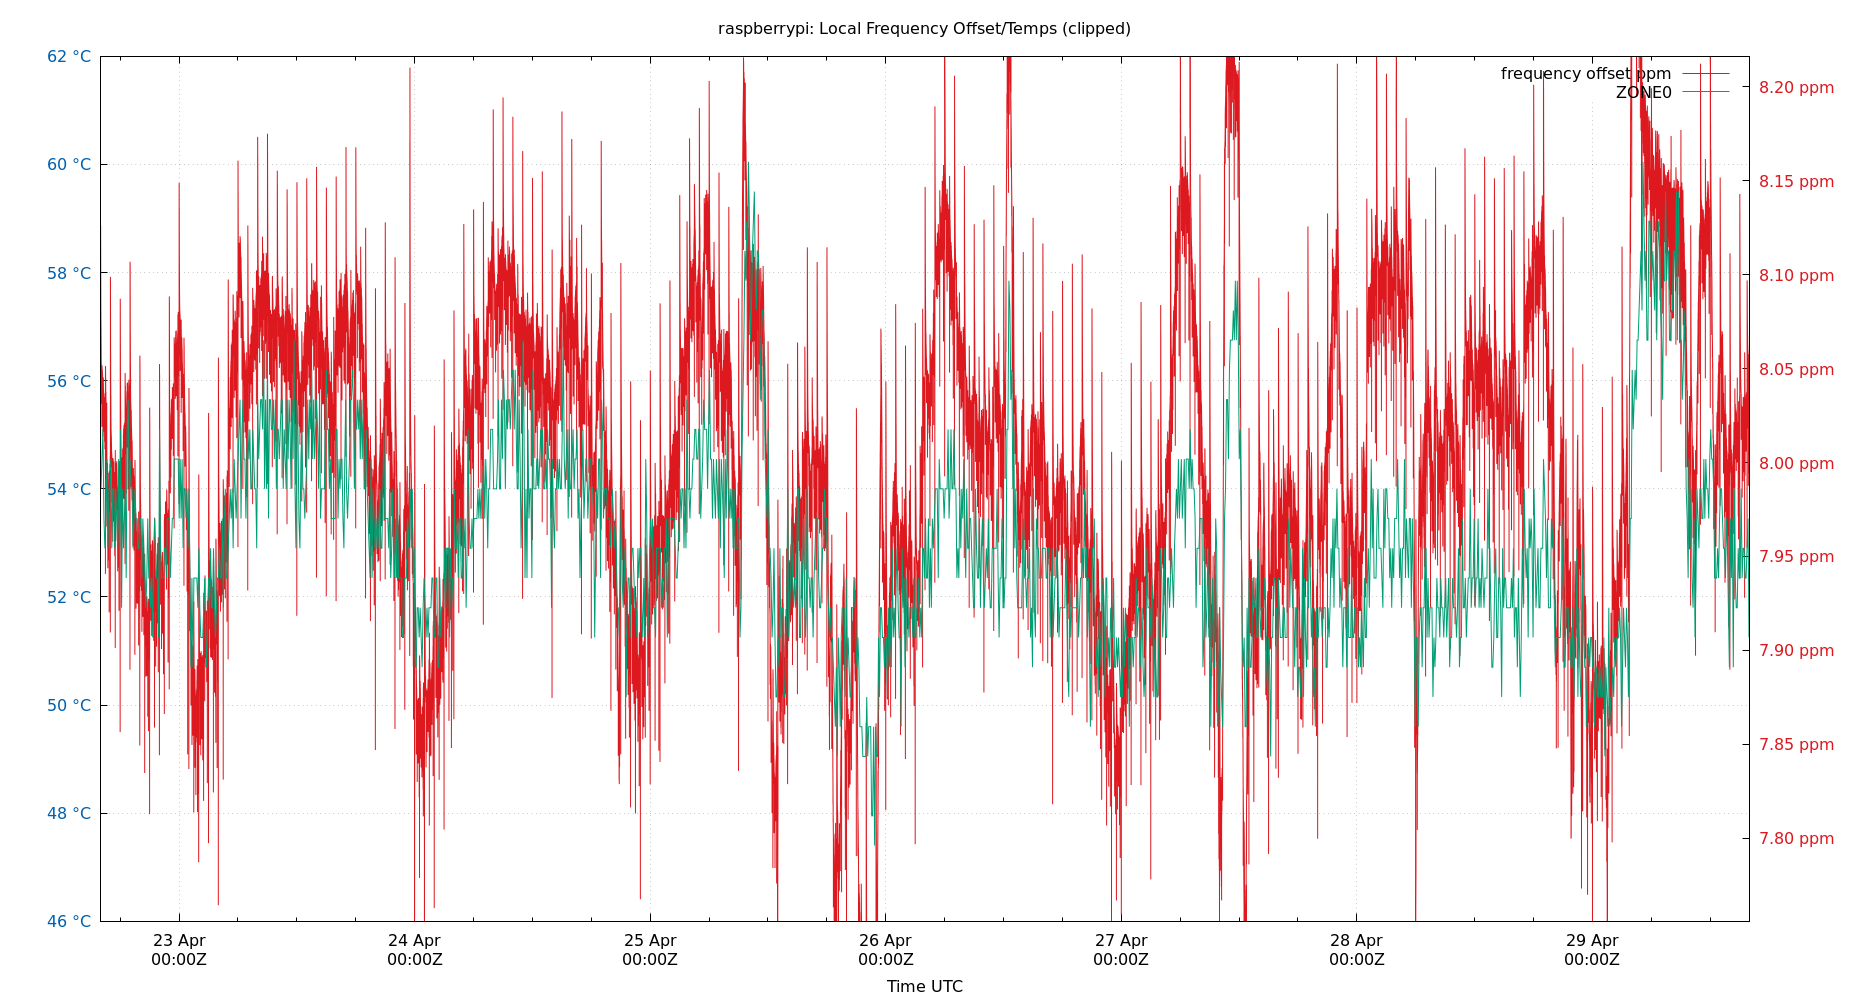 raspberrypi: Local Frequency Offset/Temps (clipped)
62 °C
60 °C
58 °C
56 °C
54 °C
52 °C
50 °C
48 °C
46 °C
frequency offset ppm
ZONE0
8.20 ppm
8.15 ppm
8.10 ppm
8.05 ppm
8.00 ppm
7.95 ppm
7.90 ppm
7.85 ppm
7.80 ppm
23 Apr
00:00Z
24 Apr
00:00Z
25 Apr
00:00Z
26 Apr
00:00Z
27 Apr
00:00Z
28 Apr
00:00Z
29 Apr
00:00Z
Time UTC